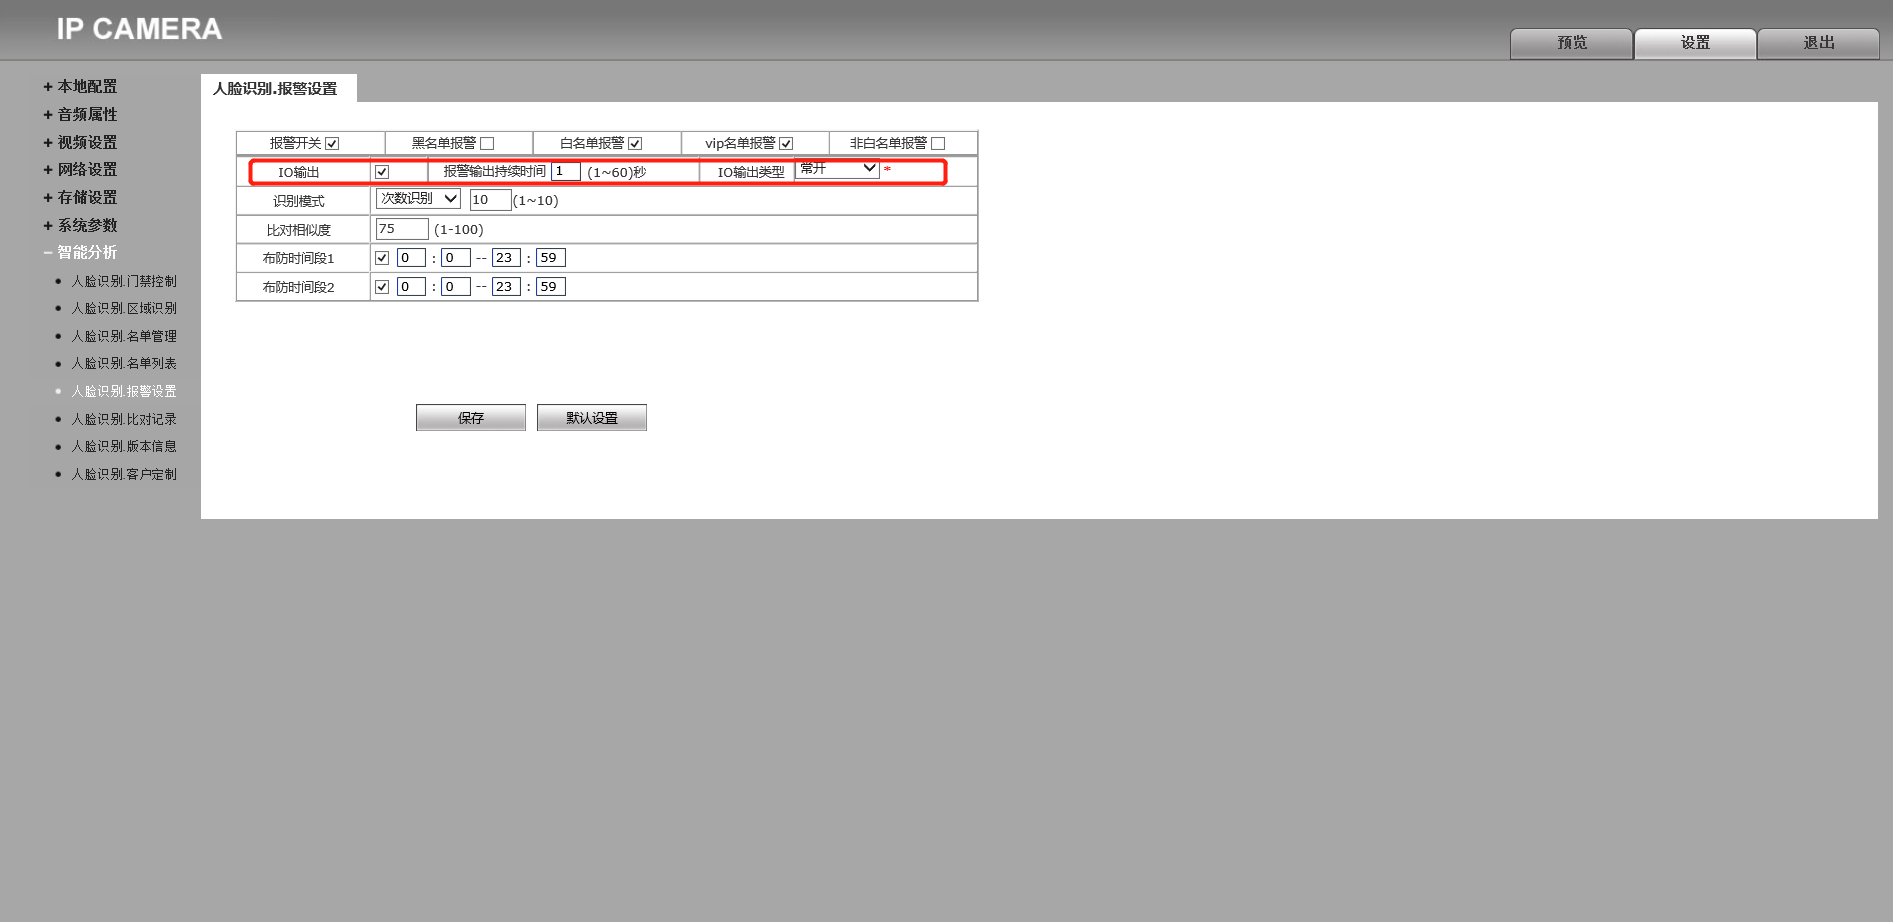 IP CAMERA
预览 设置 退出
+ 本地配置
+ 音频属性
+ 视频设置
+ 网络设置
+ 存储设置
+ 系统参数
− 智能分析
• 人脸识别.门禁控制
• 人脸识别.区域识别
• 人脸识别.名单管理
• 人脸识别.名单列表
• 人脸识别.报警设置
• 人脸识别.比对记录
• 人脸识别.版本信息
• 人脸识别.客户定制
人脸识别.报警设置
报警开关 黑名单报警 白名单报警 vip名单报警 非白名单报警
IO输出 报警输出持续时间 1 (1~60)秒 IO输出类型 常开 *
识别模式 次数识别 10 (1~10)
比对相似度 75 (1-100)
布防时间段1 0 : 0 -- 23 : 59
布防时间段2 0 : 0 -- 23 : 59
保存 默认设置